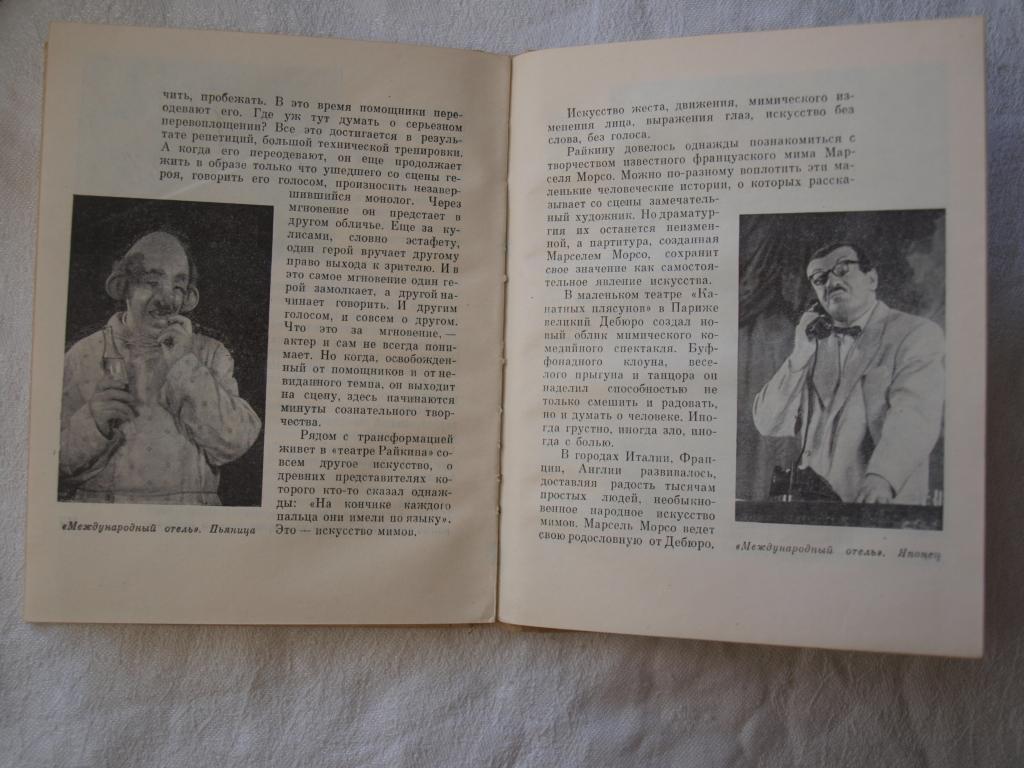 чить, пробежать. В это время помощники пере-
одевают его. Где уж тут думать о серьезном
перевоплощении? Все это достигается в резуль-
тате репетиций, большой технической тренировки.
А когда его переодевают, он еще продолжает
жить в образе только что ушедшего со сцены ге-
роя, говорить его голосом, произносить незавер-
шившийся монолог. Через
мгновение он предстает в
другом обличье. Еще за ку-
лисами, словно эстафету,
один герой вручает другому
право выхода к зрителю. И в
это самое мгновение один ге-
рой замолкает, а другой на-
чинает говорить. И другим
голосом, и совсем о другом.
Что это за мгновение, —
актер и сам не всегда пони-
мает. Но когда, освобожден-
ный от помощников и от не-
виданного темпа, он выходит
на сцену, здесь начинаются
минуты сознательного твор-
чества.
Рядом с трансформацией
живет в «театре Райкина» со-
всем другое искусство, о
древних представителях ко-
торого кто-то сказал однаж-
ды: «На кончике каждого
пальца они имели по языку».
Это — искусство мимов.
«Международный отель». Пьяница
Искусство жеста, движения, мимического из-
менения лица, выражения глаз, искусство без
слова, без голоса.
Райкину довелось однажды познакомиться с
творчеством известного французского мима Мар-
селя Морсо. Можно по-разному воплотить эти ма-
ленькие человеческие истории, о которых расска-
зывает со сцены замечатель-
ный художник. Но драматур-
гия их останется неизмен-
ной, а партитура, созданная
Марселем Морсо, сохранит
свое значение как самостоя-
тельное явление искусства.
В маленьком театре «Ка-
натных плясунов» в Париже
великий Дебюро создал но-
вый облик мимического ко-
медийного спектакля. Буф-
фонадного клоуна, весе-
лого прыгуна и танцора он
наделил способностью не
только смешить и радовать,
но и думать о человеке. Ино-
гда грустно, иногда зло, ино-
гда с болью.
В городах Италии, Фран-
ции, Англии развивалось,
доставляя радость тысячам
простых людей, необыкно-
венное народное искусство
мимов. Марсель Морсо ведет
свою родословную от Дебюро,
«Международный отель». Японец